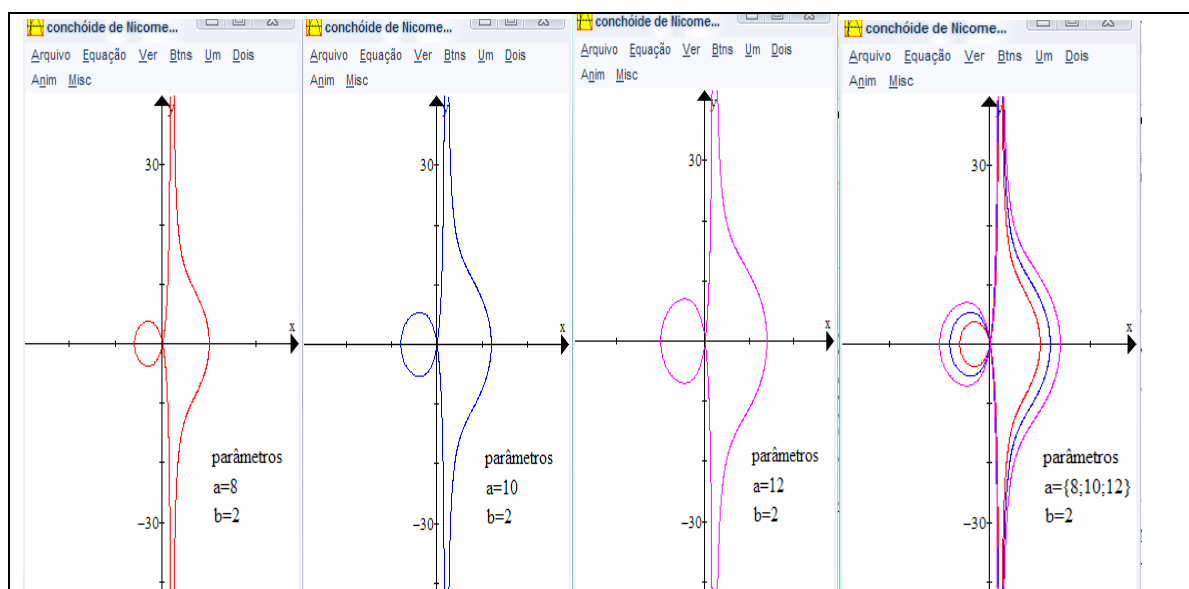 conchóide de Nicome...
Arquivo Equação Ver Btns Um Dois
Anim Misc
y
30
x
-30
parâmetros
a=8
b=2
conchóide de Nicome...
Arquivo Equação Ver Btns Um Dois
Anim Misc
y
30
x
-30
parâmetros
a=10
b=2
conchóide de Nicome...
Arquivo Equação Ver Btns Um Dois
Anim Misc
y
30
x
-30
parâmetros
a=12
b=2
conchóide de Nicome...
Arquivo Equação Ver Btns Um Dois
Anim Misc
y
30
x
-30
parâmetros
a={8;10;12}
b=2